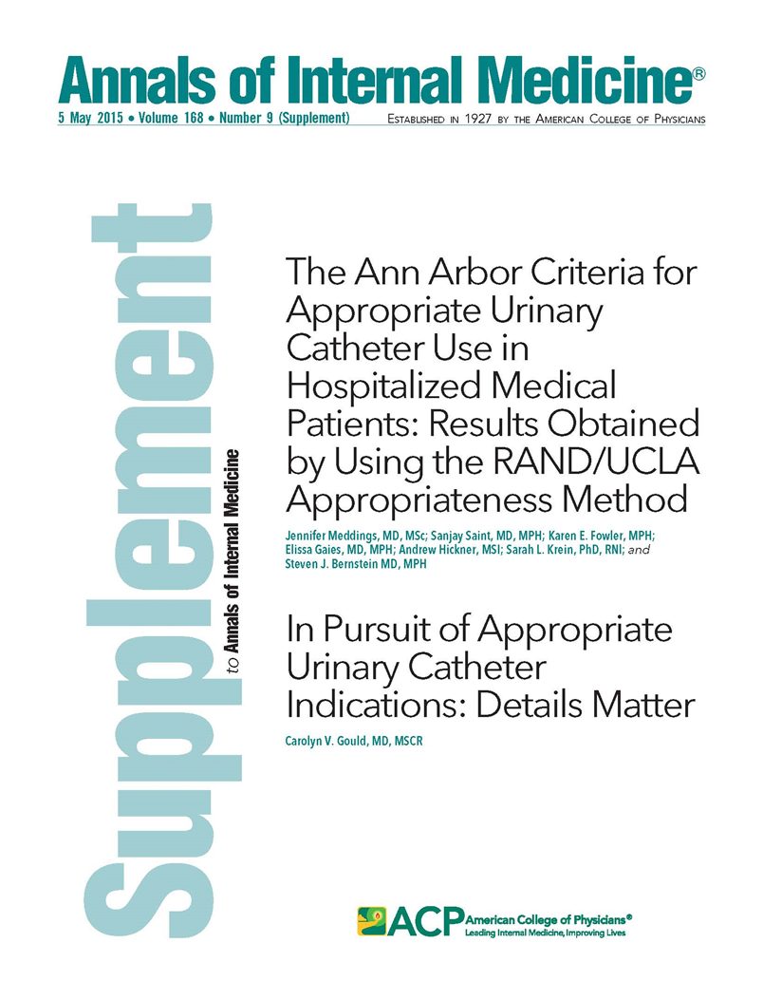 Annals of Internal Medicine®
5 May 2015 • Volume 168 • Number 9 (Supplement)
ESTABLISHED IN 1927 BY THE AMERICAN COLLEGE OF PHYSICIANS
Supplement
to Annals of Internal Medicine
The Ann Arbor Criteria for
Appropriate Urinary
Catheter Use in
Hospitalized Medical
Patients: Results Obtained
by Using the RAND/UCLA
Appropriateness Method
Jennifer Meddings, MD, MSc; Sanjay Saint, MD, MPH; Karen E. Fowler, MPH;
Elissa Gaies, MD, MPH; Andrew Hickner, MSI; Sarah L. Krein, PhD, RNI; and
Steven J. Bernstein MD, MPH
In Pursuit of Appropriate
Urinary Catheter
Indications: Details Matter
Carolyn V. Gould, MD, MSCR
ACP American College of Physicians®
Leading Internal Medicine, Improving Lives